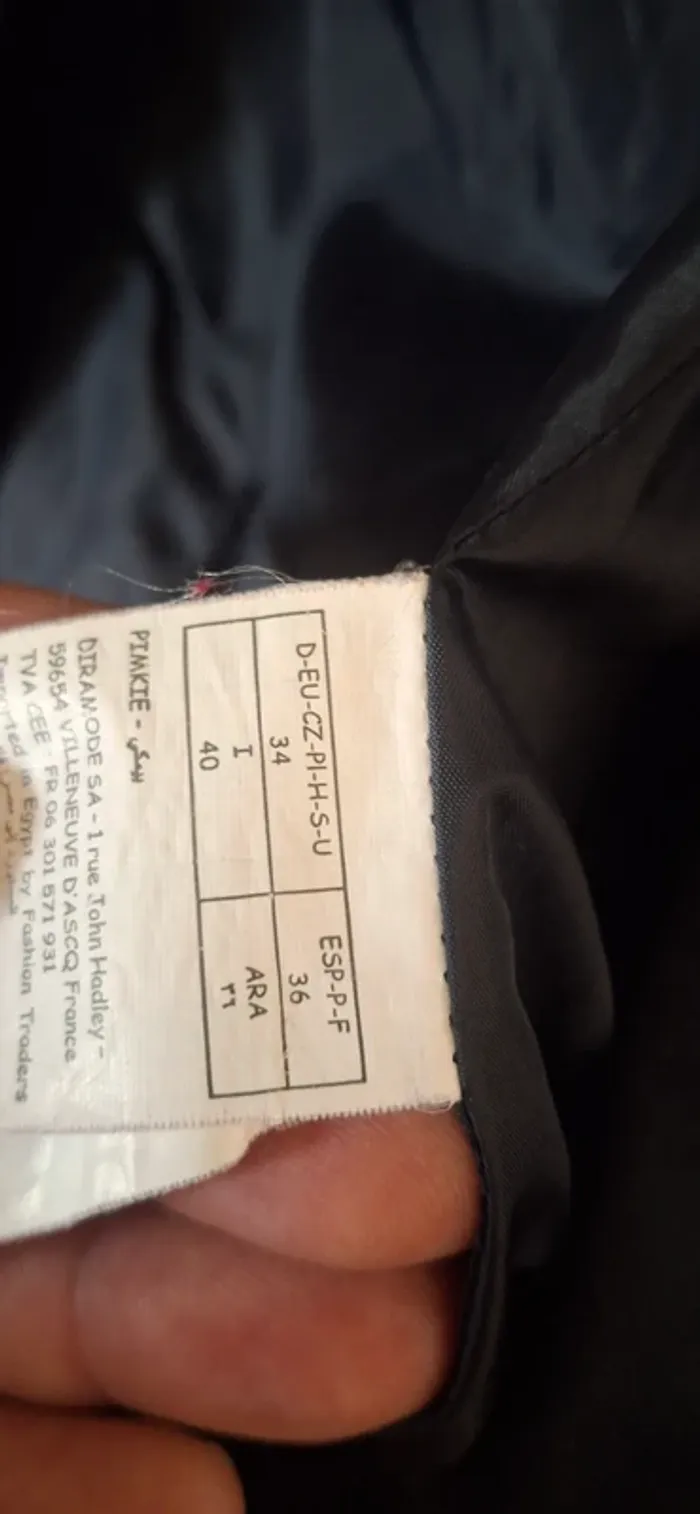 D-EU-CZ-PI-H-S-U ESP-P-F
34 36
I ARA
40 ٣٦
PIMKIE - بيمكي
DIRAMODE SA - 1 rue John Hadley -
59654 VILLENEUVE D'ASCQ France
TVA CEE - FR 06 301 571 931
Imported in Egypt by Fashion Traders